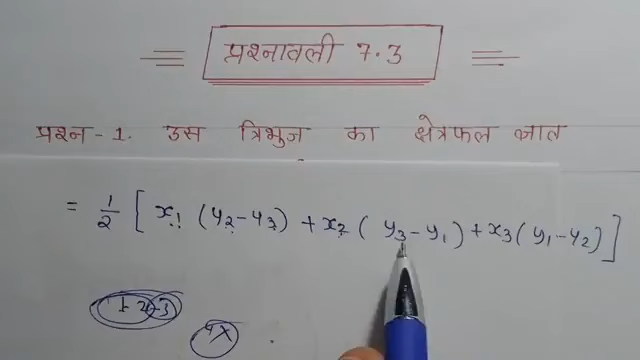 प्रश्नावली 7.3
प्रश्न-1. उस त्रिभुज का क्षेत्रफल ज्ञात
= 1/2 [ x₁ (y₂-y₃) + x₂ ( y₃-y₁) + x₃ ( y₁-y₂) ]